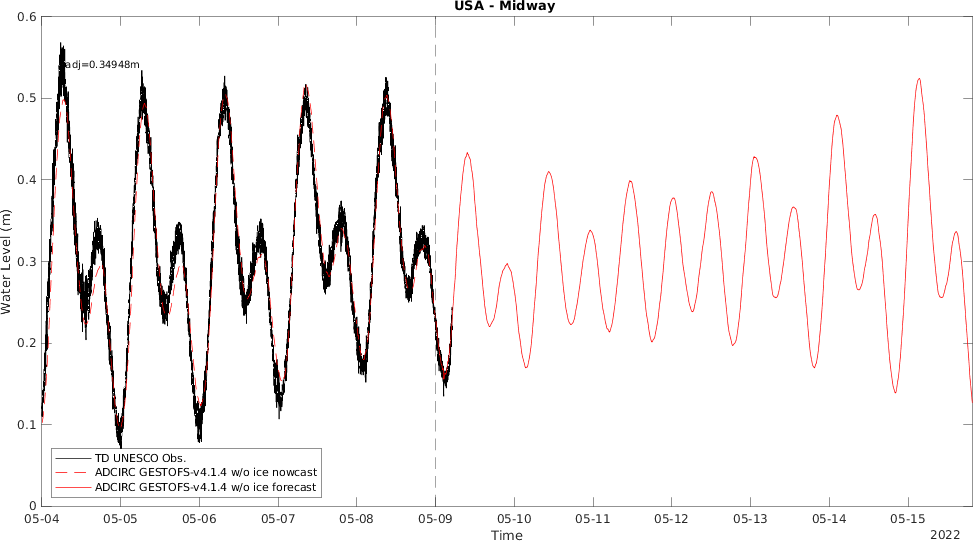 USA - Midway
0.6
adj=0.34948m
0.5
0.4
0.3
0.2
0.1
0
Water Level (m)
TD UNESCO Obs.
ADCIRC GESTOFS-v4.1.4 w/o ice nowcast
ADCIRC GESTOFS-v4.1.4 w/o ice forecast
05-04 05-05 05-06 05-07 05-08 05-09 05-10 05-11 05-12 05-13 05-14 05-15
Time
2022